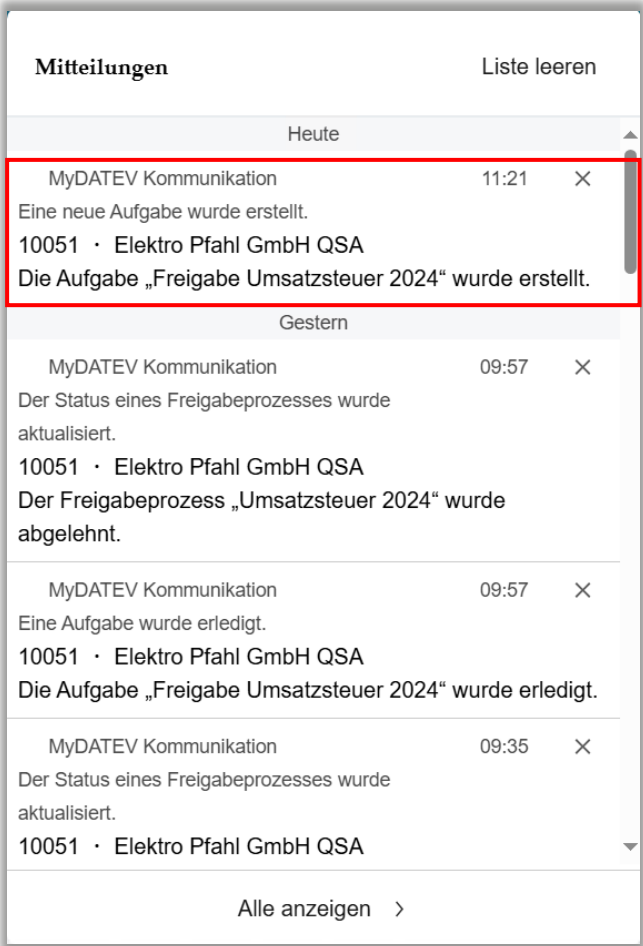 Mitteilungen Liste leeren
Heute
MyDATEV Kommunikation 11:21
Eine neue Aufgabe wurde erstellt.
10051 · Elektro Pfahl GmbH QSA
Die Aufgabe „Freigabe Umsatzsteuer 2024“ wurde erstellt.
Gestern
MyDATEV Kommunikation 09:57
Der Status eines Freigabeprozesses wurde
aktualisiert.
10051 · Elektro Pfahl GmbH QSA
Der Freigabeprozess „Umsatzsteuer 2024“ wurde
abgelehnt.
MyDATEV Kommunikation 09:57
Eine Aufgabe wurde erledigt.
10051 · Elektro Pfahl GmbH QSA
Die Aufgabe „Freigabe Umsatzsteuer 2024“ wurde erledigt.
MyDATEV Kommunikation 09:35
Der Status eines Freigabeprozesses wurde
aktualisiert.
10051 · Elektro Pfahl GmbH QSA
Alle anzeigen